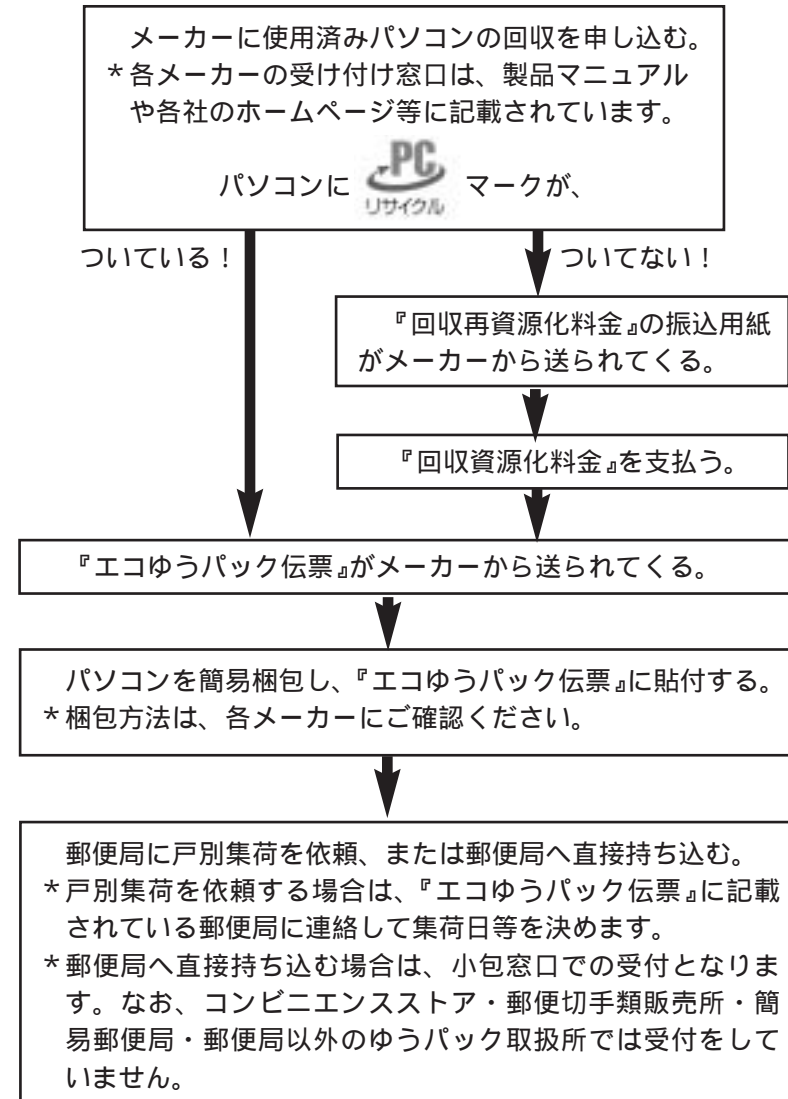 メーカーに使用済みパソコンの回収を申し込む。
＊各メーカーの受け付け窓口は、製品マニュアル
や各社のホームページ等に記載されています。
パソコンに PC リサイクル マークが、
ついている！ ついてない！
『回収再資源化料金』の振込用紙
がメーカーから送られてくる。
『回収資源化料金』を支払う。
『エコゆうパック伝票』がメーカーから送られてくる。
パソコンを簡易梱包し、『エコゆうパック伝票』に貼付する。
＊梱包方法は、各メーカーにご確認ください。
郵便局に戸別集荷を依頼、または郵便局へ直接持ち込む。
＊戸別集荷を依頼する場合は、『エコゆうパック伝票』に記載
されている郵便局に連絡して集荷日等を決めます。
＊郵便局へ直接持ち込む場合は、小包窓口での受付となりま
す。なお、コンビニエンスストア・郵便切手類販売所・簡
易郵便局・郵便局以外のゆうパック取扱所では受付をして
いません。